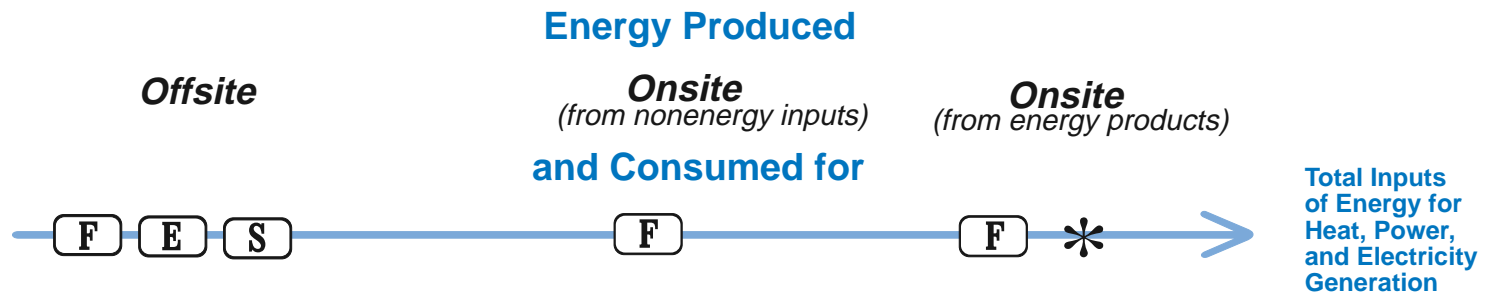 Energy Produced
Offsite
Onsite
(from nonenergy inputs)
Onsite
(from energy products)
and Consumed for
F E S
F
F *
Total Inputs
of Energy for
Heat, Power,
and Electricity
Generation